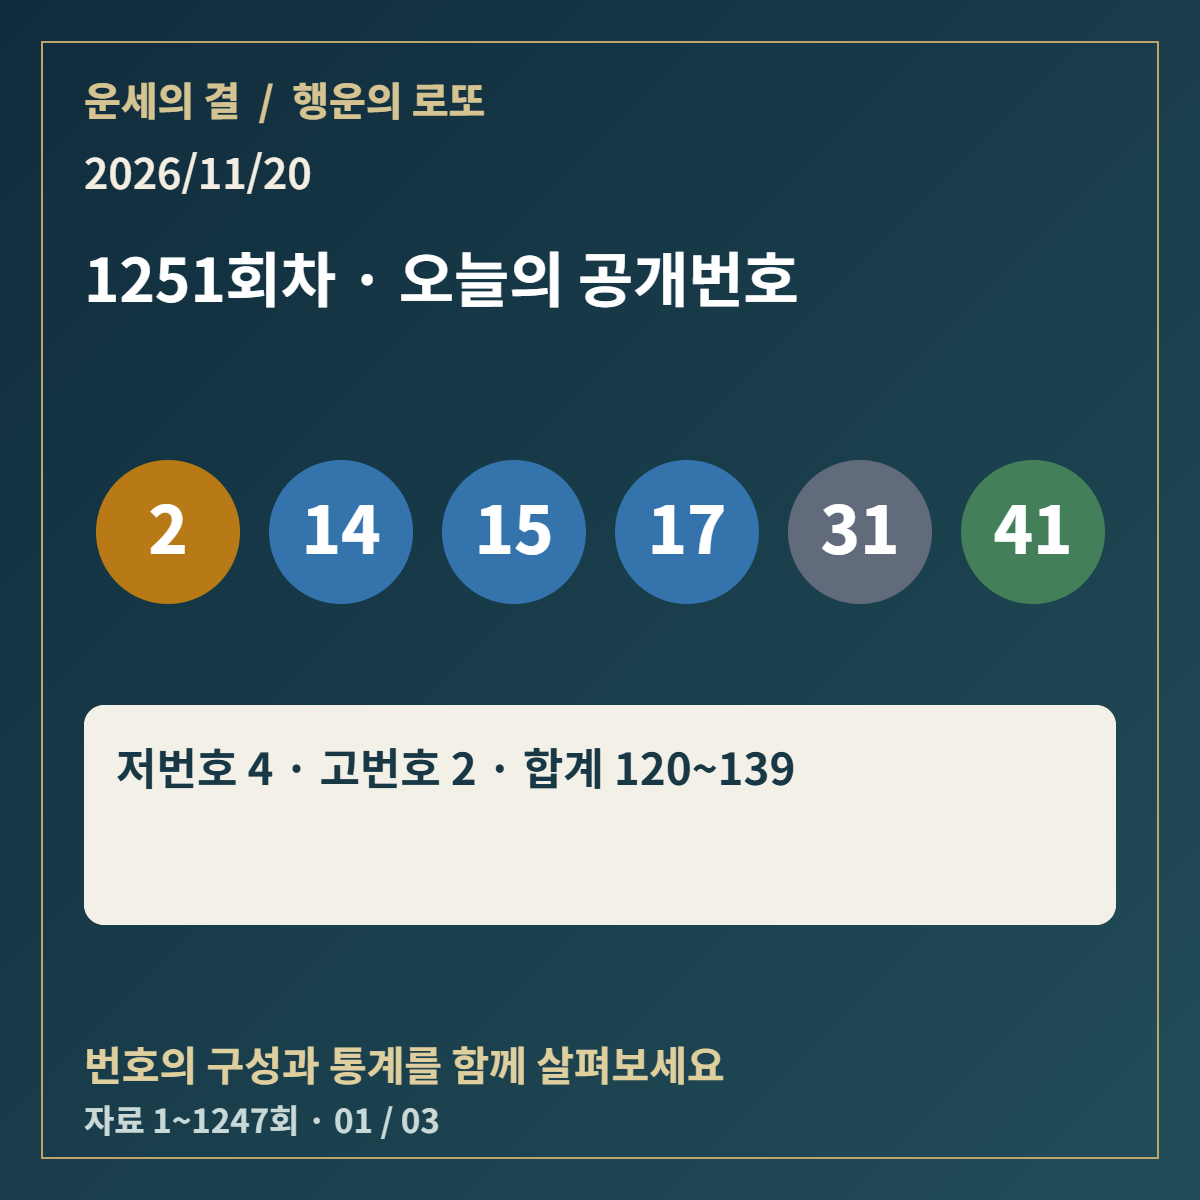 운세의 결 / 행운의 로또
2026/11/20
1251회차 · 오늘의 공개번호
2 14 15 17 31 41
저번호 4 · 고번호 2 · 합계 120~139
번호의 구성과 통계를 함께 살펴보세요
자료 1~1247회 · 01 / 03